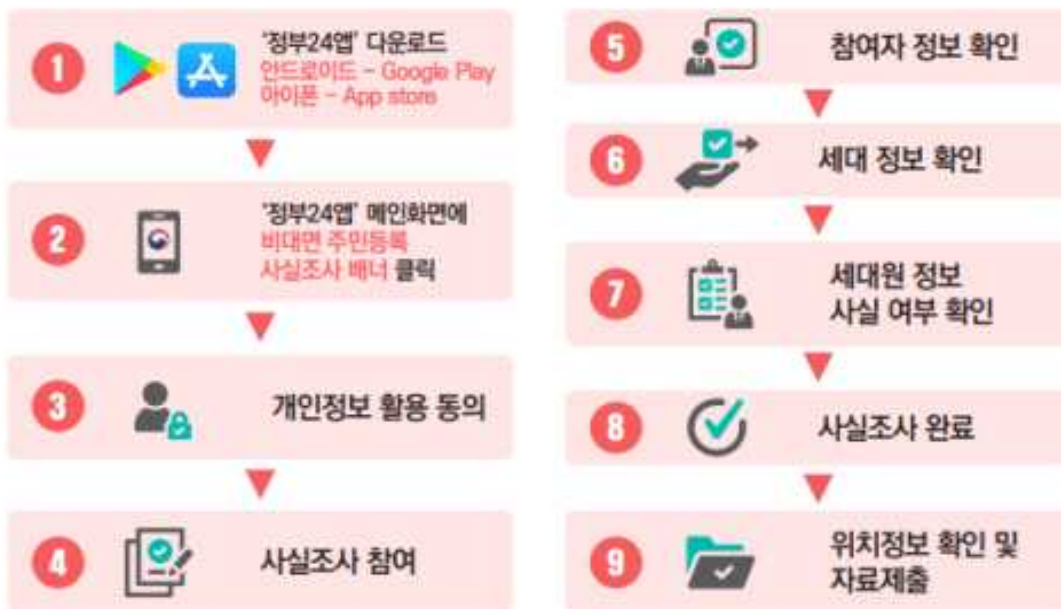 1
'정부24앱' 다운로드
안드로이드 - Google Play
아이폰 - App store
2
'정부24앱' 메인화면에
비대면 주민등록
사실조사 배너 클릭
3
개인정보 활용 동의
4
사실조사 참여
5
참여자 정보 확인
6
세대 정보 확인
7
세대원 정보
사실 여부 확인
8
사실조사 완료
9
위치정보 확인 및
자료제출